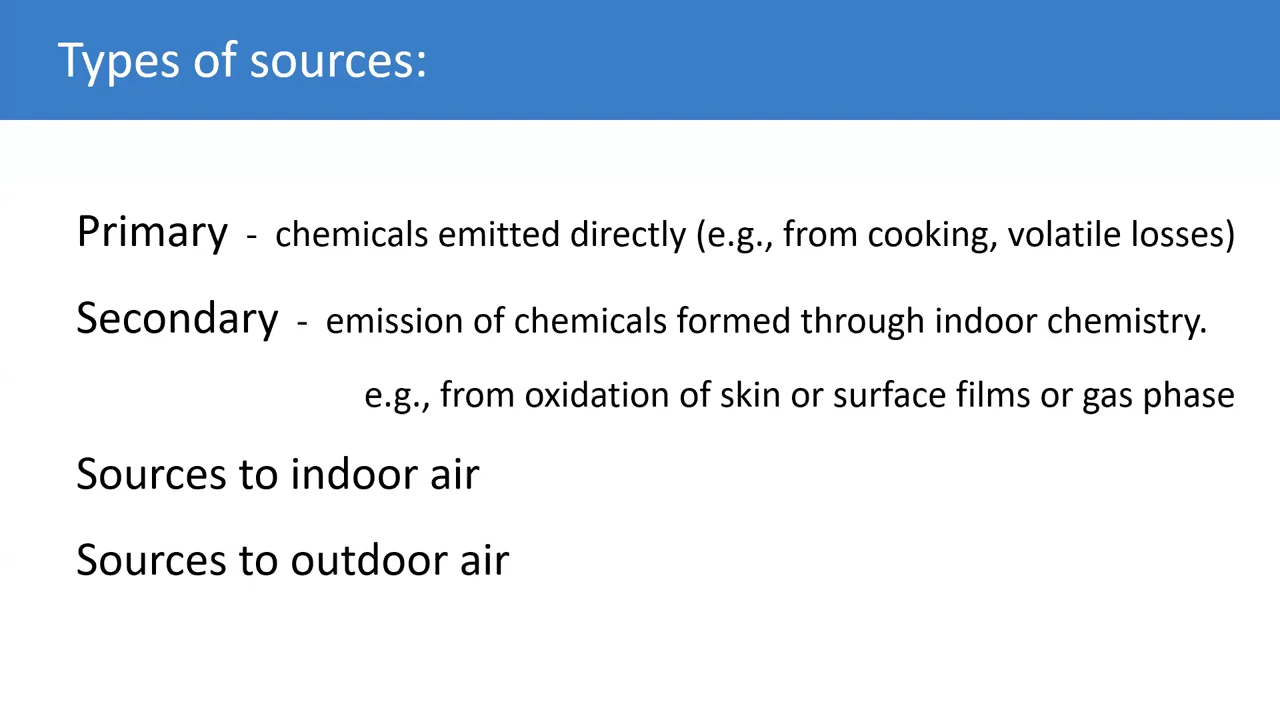 Types of sources:
Primary - chemicals emitted directly (e.g., from cooking, volatile losses)
Secondary - emission of chemicals formed through indoor chemistry.
e.g., from oxidation of skin or surface films or gas phase
Sources to indoor air
Sources to outdoor air